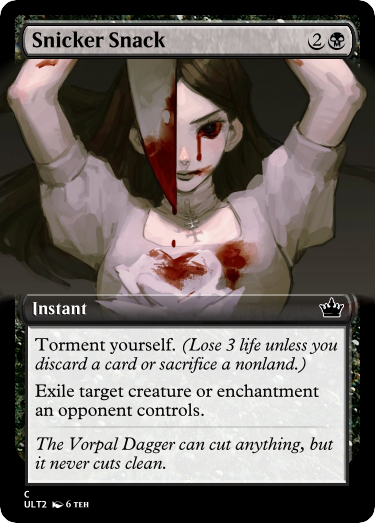 Snicker Snack 2
Instant
Torment yourself. (Lose 3 life unless you
discard a card or sacrifice a nonland.)
Exile target creature or enchantment
an opponent controls.
The Vorpal Dagger can cut anything, but
it never cuts clean.
C
ULT2 6 TEH